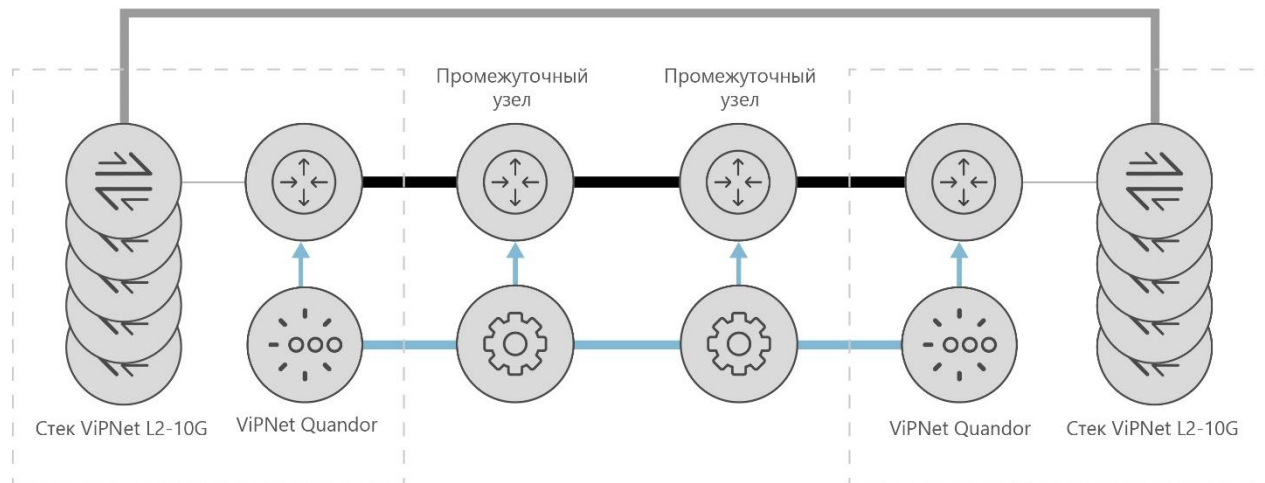 Промежуточный
узел
Промежуточный
узел
Стек ViPNet L2-10G
ViPNet Quandor
ViPNet Quandor
Стек ViPNet L2-10G